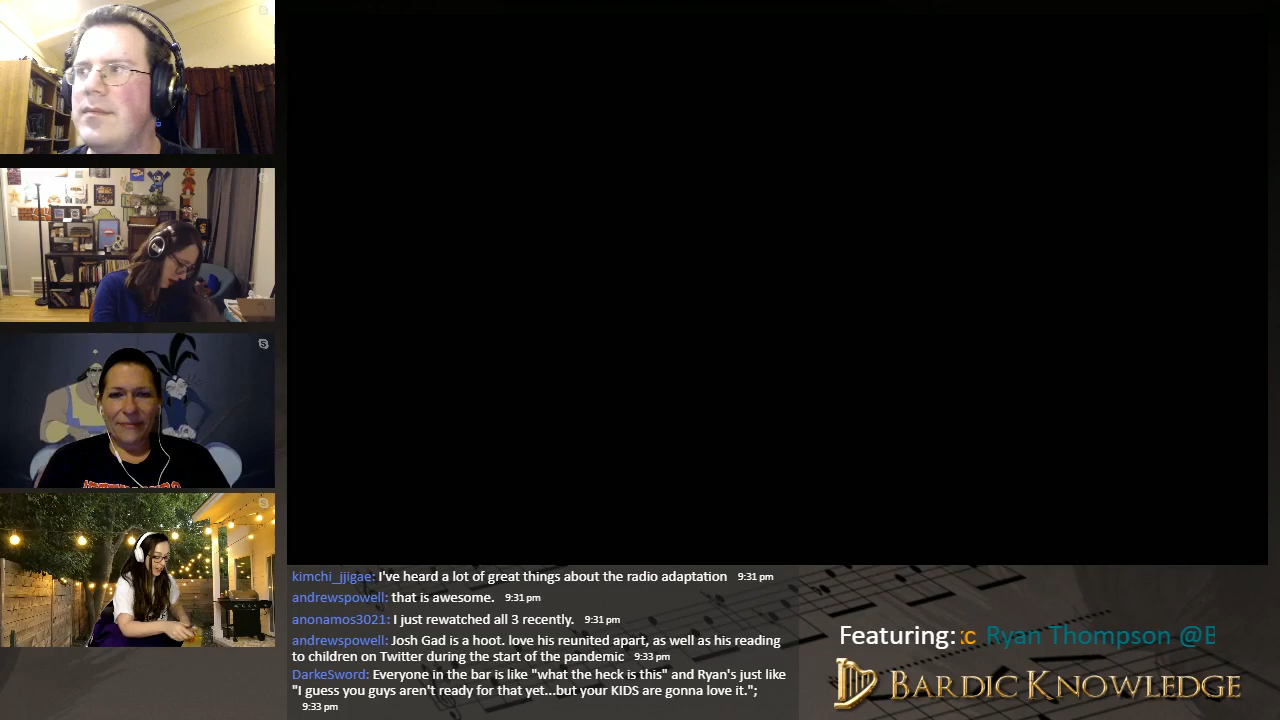 kimchi_jjigae: I've heard a lot of great things about the radio adaptation 9:31 pm
andrewspowell: that is awesome. 9:31 pm
anonamos3021: I just rewatched all 3 recently. 9:31 pm
andrewspowell: Josh Gad is a hoot. love his reunited apart, as well as his reading
to children on Twitter during the start of the pandemic 9:33 pm
DarkeSword: Everyone in the bar is like "what the heck is this" and Ryan's just like
"I guess you guys aren't ready for that yet...but your KIDS are gonna love it.";
9:33 pm
Featuring: :c Ryan Thompson @B
BARDIC KNOWLEDGE